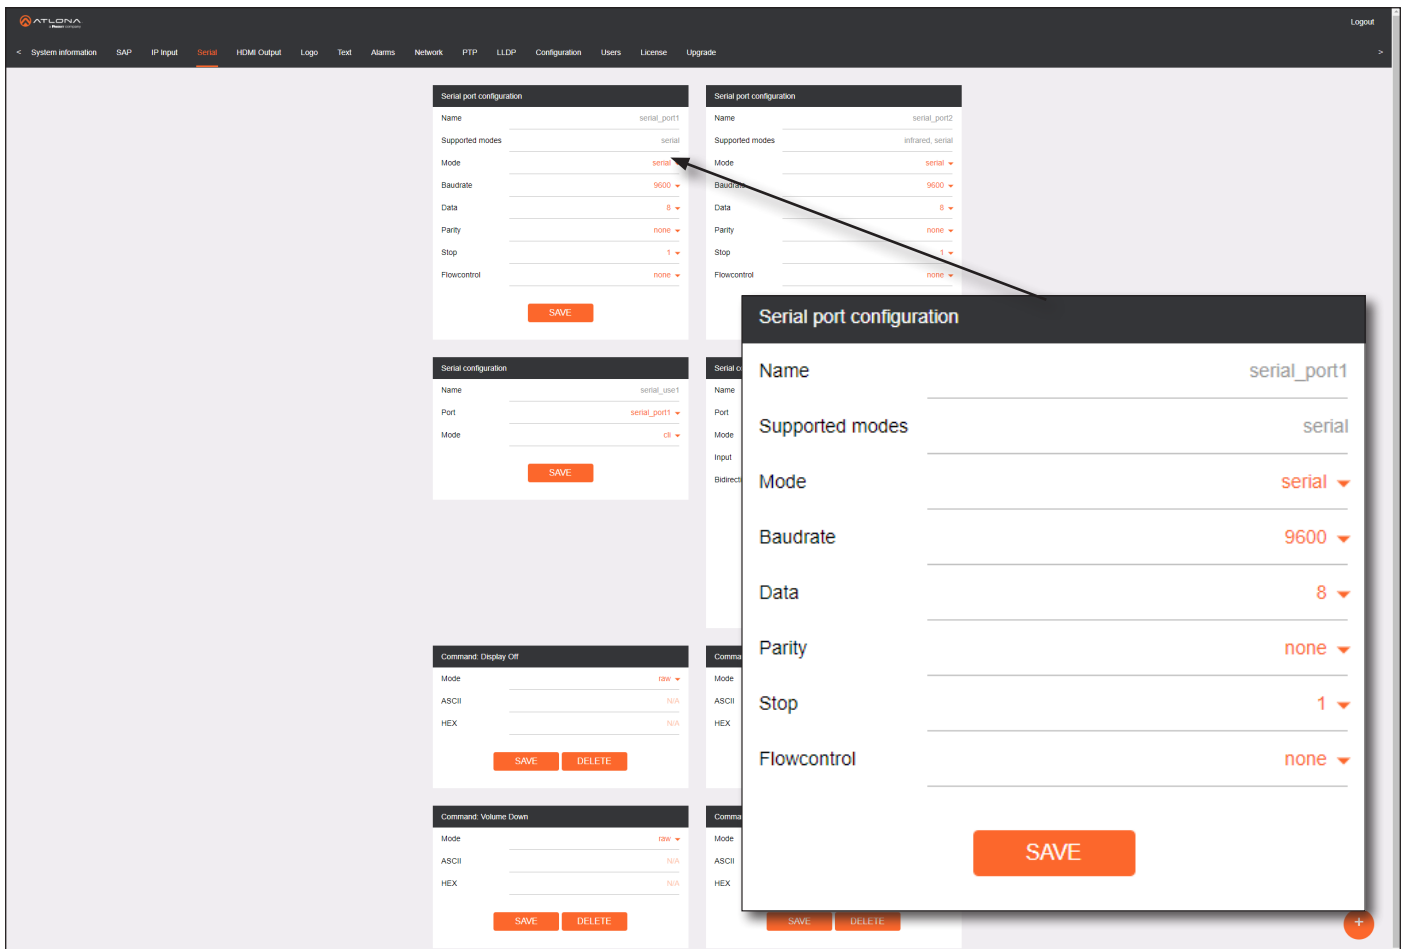 ATLONA
Logout
< System information SAP IP Input Serial HDMI Output Logo Text Alarms Network PTP LLDP Configuration Users License Upgrade >
Serial port configuration
Name serial_port1
Supported modes serial
Mode serial
Baudrate 9600
Data 8
Parity none
Stop 1
Flowcontrol none
SAVE
Serial port configuration
Name serial_port2
Supported modes infrared, serial
Mode serial
Baudrate 9600
Data 8
Parity none
Stop 1
Flowcontrol none
Serial configuration
Name serial_use1
Port serial_port1
Mode cli
SAVE
Serial c
Name
Port
Mode
Input
Bidirecti
Command: Display Off
Mode raw
ASCII N/A
HEX N/A
SAVE DELETE
Comma
Mode
ASCII
HEX
Command: Volume Down
Mode raw
ASCII N/A
HEX N/A
SAVE DELETE
Comma
Mode
ASCII
HEX
SAVE DELETE
+
Serial port configuration
Name serial_port1
Supported modes serial
Mode serial
Baudrate 9600
Data 8
Parity none
Stop 1
Flowcontrol none
SAVE